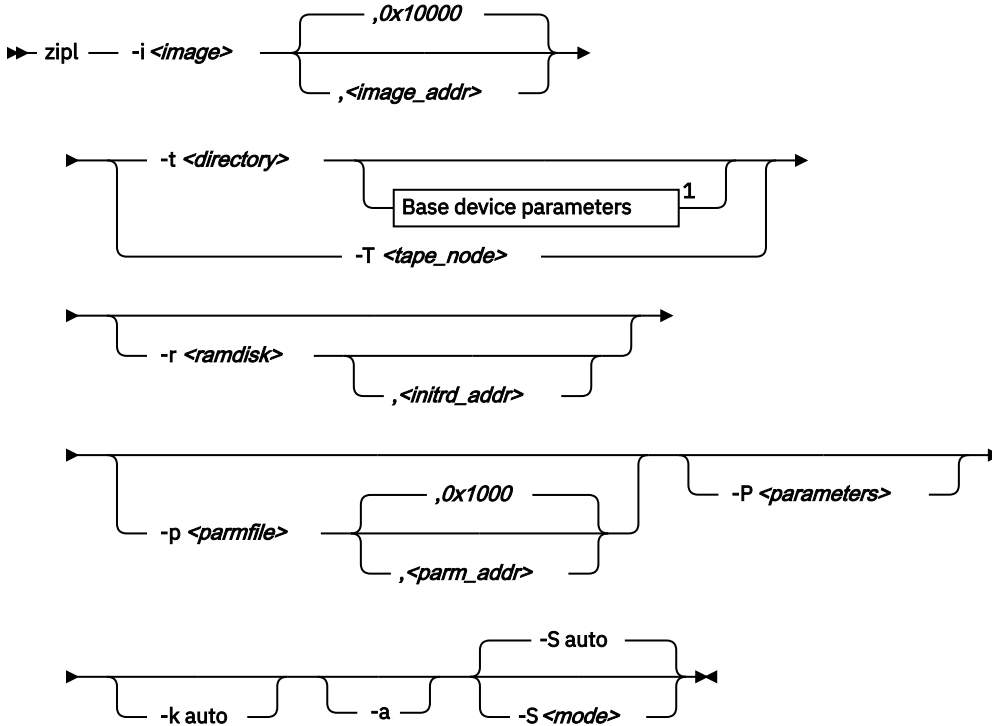 ,0x10000
zipl -i <image>
,<image_addr>
-t <directory>
Base device parameters 1
-T <tape_node>
-r <ramdisk>
,<initrd_addr>
-p <parmfile> ,0x1000
,<parm_addr>
-P <parameters>
-S auto
-k auto -a -S <mode>